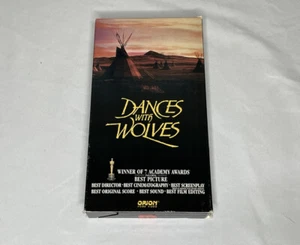 DANCES
WITH
WOLVES
WINNER OF 7 ACADEMY AWARDS
BEST PICTURE
BEST DIRECTOR · BEST CINEMATOGRAPHY · BEST SCREENPLAY
BEST ORIGINAL SCORE · BEST SOUND · BEST FILM EDITING
ORION